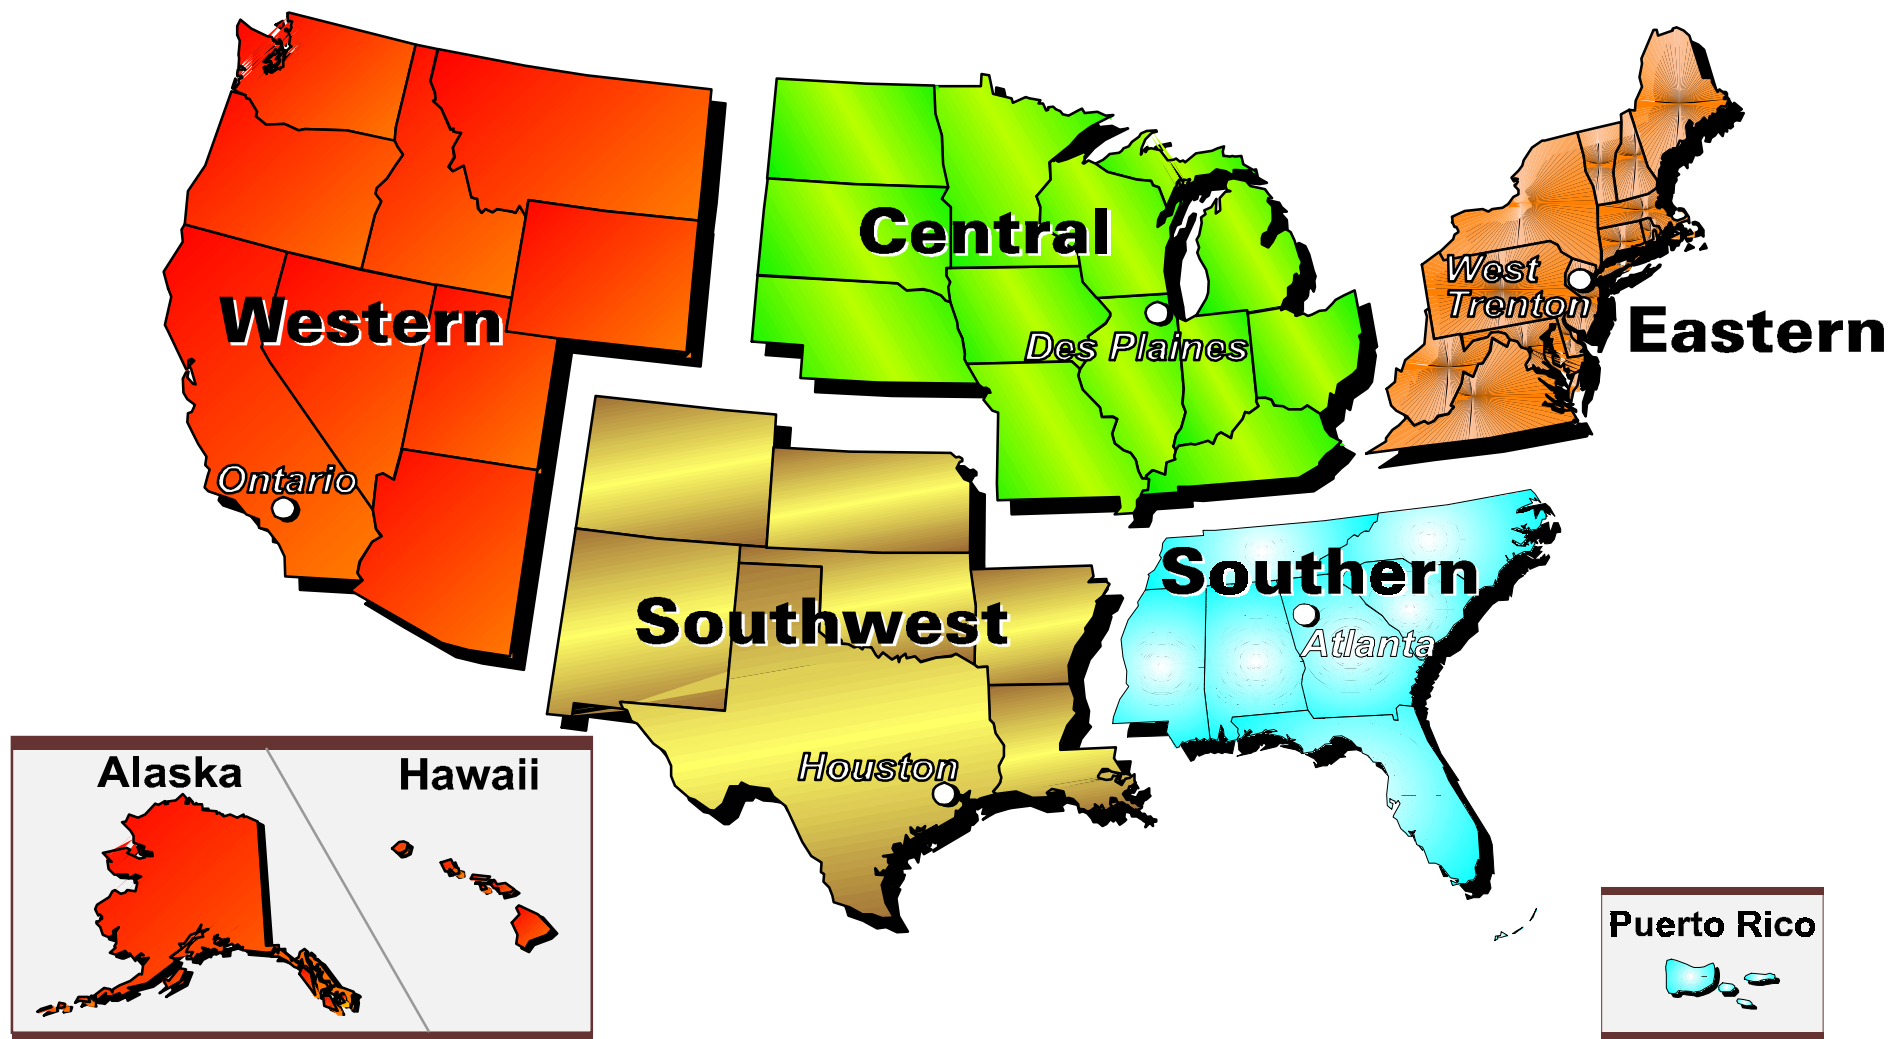 Western
Ontario
Central
Des Plaines
West
Trenton
Eastern
Southwest
Houston
Southern
Atlanta
Alaska
Hawaii
Puerto Rico